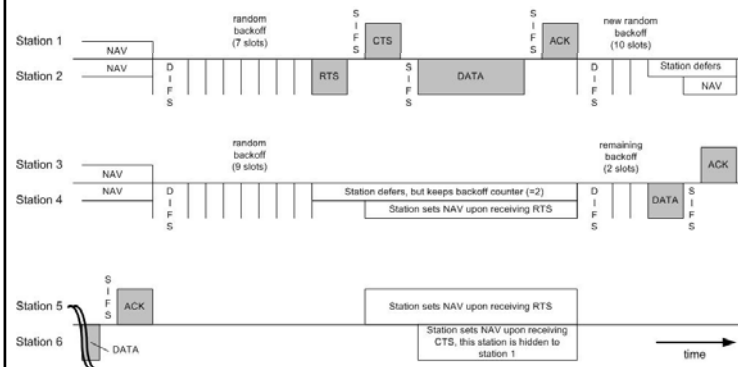 random
backoff
(7 slots)
S
I
F
S
CTS
S
I
F
S
ACK
new random
backoff
(10 slots)
Station 1
NAV
Station 2
NAV
D
I
F
S
RTS
S
I
F
S
DATA
D
I
F
S
Station defers
NAV
random
backoff
(9 slots)
remaining
backoff
(2 slots)
Station 3
NAV
ACK
Station 4
NAV
D
I
F
S
Station defers, but keeps backoff counter (=2)
Station sets NAV upon receiving RTS
D
I
F
S
DATA
S
I
F
S
S
I
F
S
Station 5
ACK
Station sets NAV upon receiving RTS
Station 6
DATA
Station sets NAV upon receiving
CTS, this station is hidden to
station 1
time